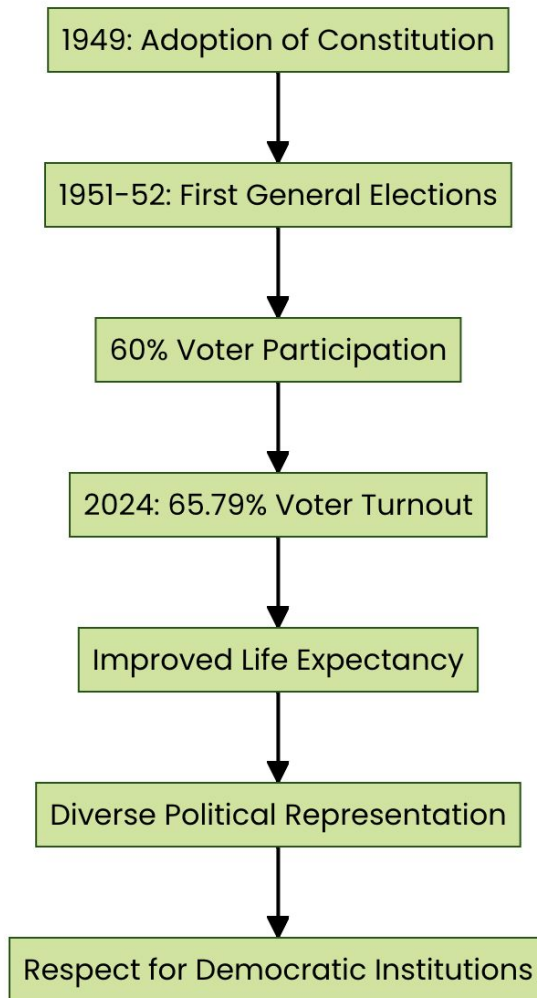 1949: Adoption of Constitution
1951-52: First General Elections
60% Voter Participation
2024: 65.79% Voter Turnout
Improved Life Expectancy
Diverse Political Representation
Respect for Democratic Institutions